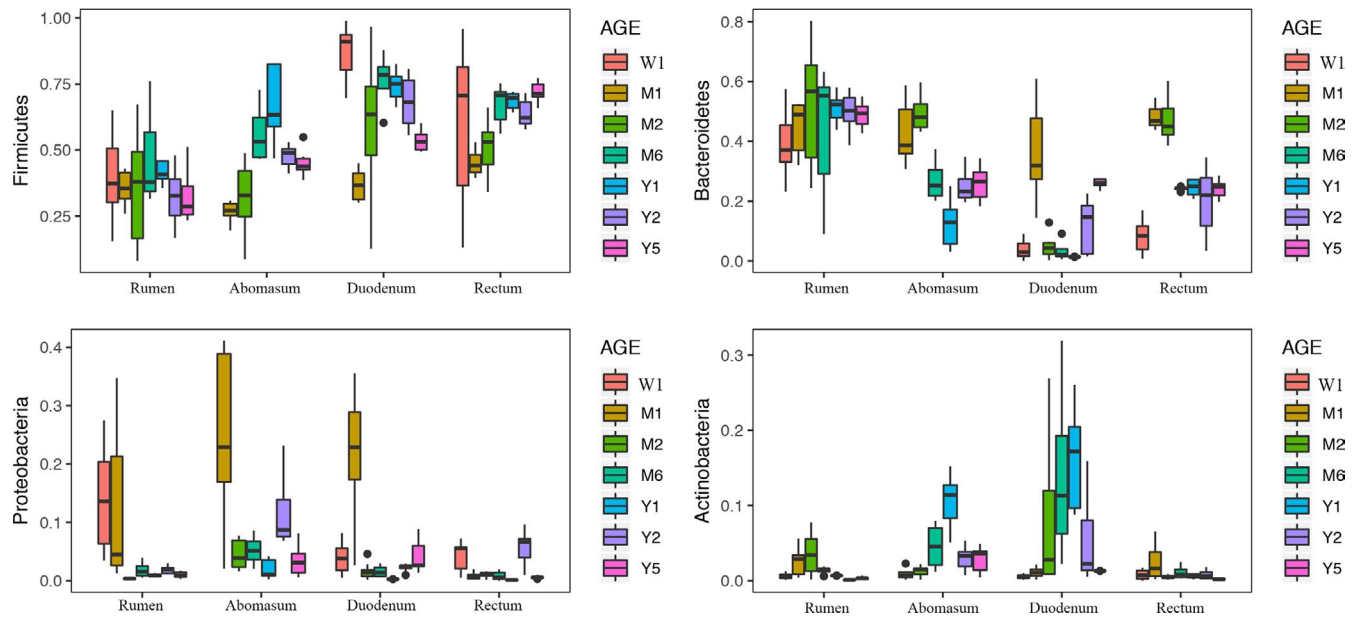 Firmicutes
1.00
0.75
0.50
0.25
Rumen Abomasum Duodenum Rectum
AGE
W1
M1
M2
M6
Y1
Y2
Y5
Bacteroidetes
0.8
0.6
0.4
0.2
0.0
Rumen Abomasum Duodenum Rectum
AGE
W1
M1
M2
M6
Y1
Y2
Y5
Proteobacteria
0.4
0.3
0.2
0.1
0.0
Rumen Abomasum Duodenum Rectum
AGE
W1
M1
M2
M6
Y1
Y2
Y5
Actinobacteria
0.3
0.2
0.1
0.0
Rumen Abomasum Duodenum Rectum
AGE
W1
M1
M2
M6
Y1
Y2
Y5